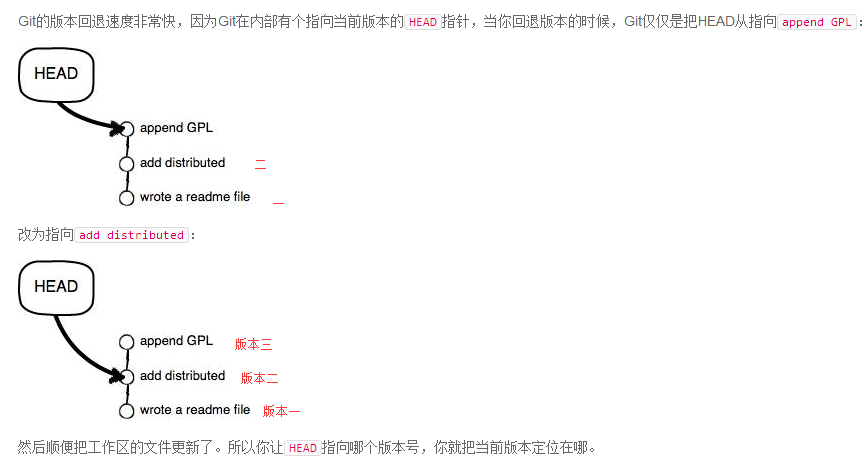 Git的版本回退速度非常快，因为Git在内部有个指向当前版本的HEAD指针，当你回退版本的时候，Git仅仅是把HEAD从指向append GPL：
HEAD
append GPL
add distributed 二
wrote a readme file 一
改为指向add distributed：
HEAD
append GPL 版本三
add distributed 版本二
wrote a readme file 版本一
然后顺便把工作区的文件更新了。所以你让HEAD指向哪个版本号，你就把当前版本定位在哪。